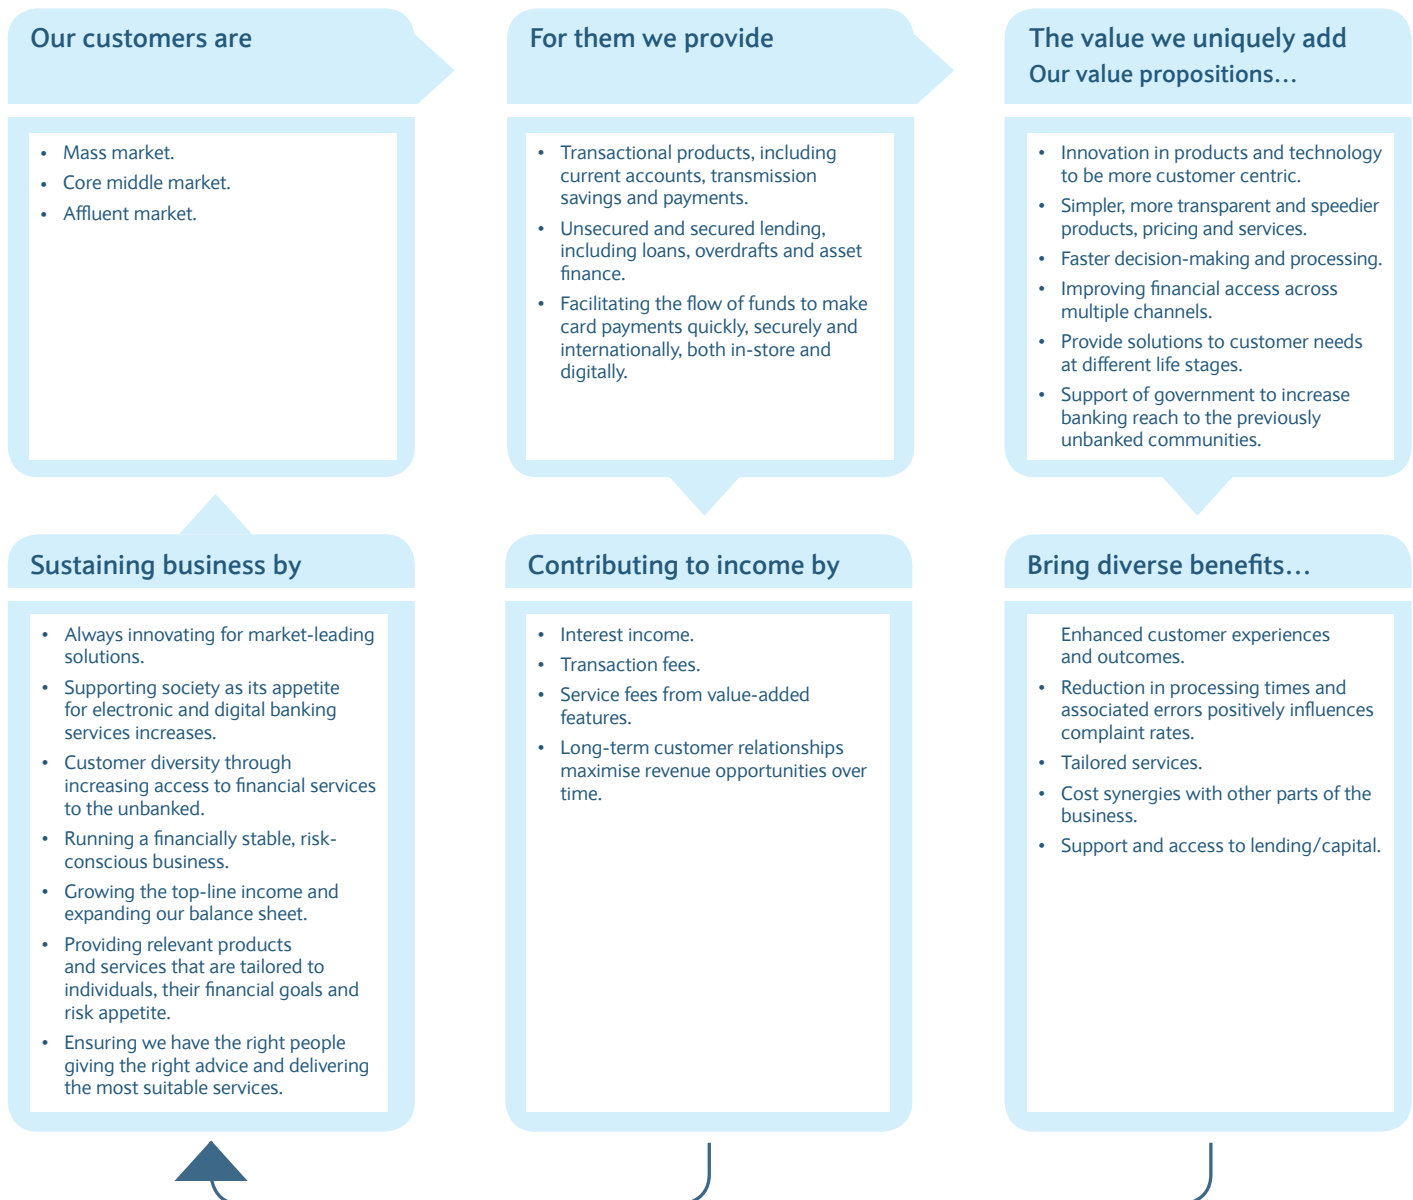 Our customers are
• Mass market.
• Core middle market.
• Affluent market.
For them we provide
• Transactional products, including
current accounts, transmission
savings and payments.
• Unsecured and secured lending,
including loans, overdrafts and asset
finance.
• Facilitating the flow of funds to make
card payments quickly, securely and
internationally, both in-store and
digitally.
The value we uniquely add
Our value propositions…
• Innovation in products and technology
to be more customer centric.
• Simpler, more transparent and speedier
products, pricing and services.
• Faster decision-making and processing.
• Improving financial access across
multiple channels.
• Provide solutions to customer needs
at different life stages.
• Support of government to increase
banking reach to the previously
unbanked communities.
Sustaining business by
• Always innovating for market-leading
solutions.
• Supporting society as its appetite
for electronic and digital banking
services increases.
• Customer diversity through
increasing access to financial services
to the unbanked.
• Running a financially stable, risk-
conscious business.
• Growing the top-line income and
expanding our balance sheet.
• Providing relevant products
and services that are tailored to
individuals, their financial goals and
risk appetite.
• Ensuring we have the right people
giving the right advice and delivering
the most suitable services.
Contributing to income by
• Interest income.
• Transaction fees.
• Service fees from value-added
features.
• Long-term customer relationships
maximise revenue opportunities over
time.
Bring diverse benefits…
Enhanced customer experiences
and outcomes.
• Reduction in processing times and
associated errors positively influences
complaint rates.
• Tailored services.
• Cost synergies with other parts of the
business.
• Support and access to lending/capital.